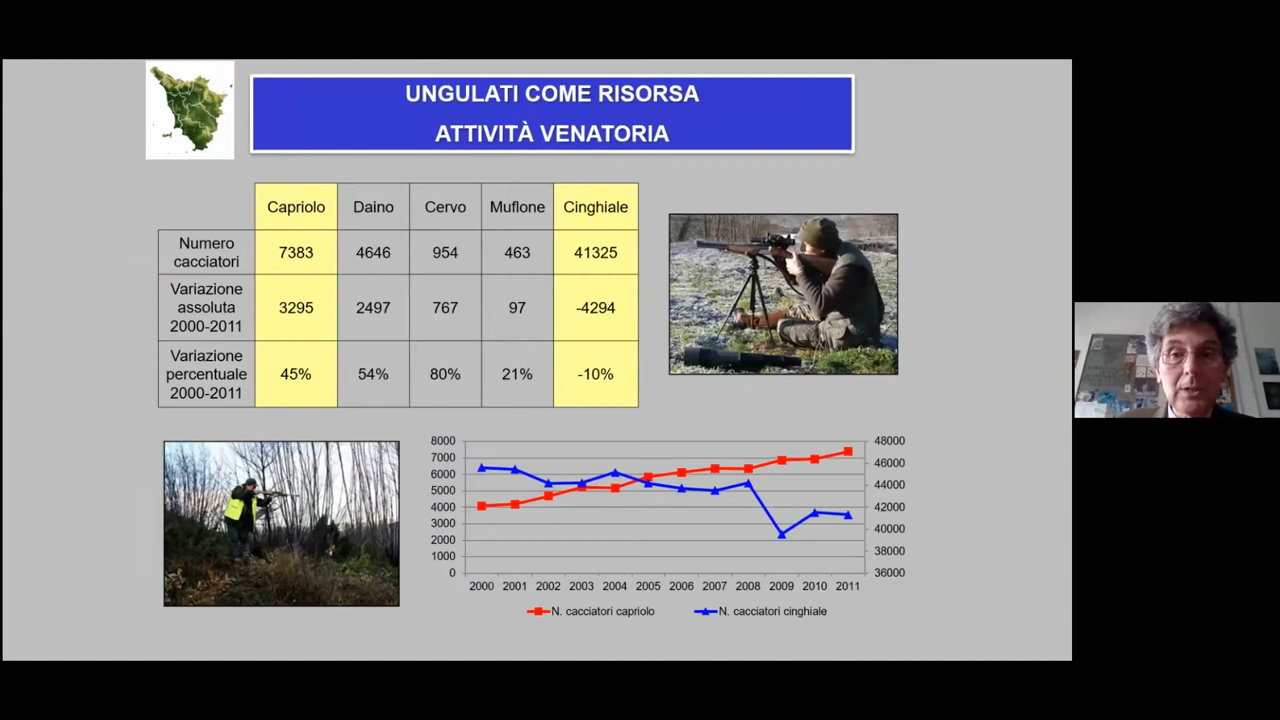 UNGULATI COME RISORSA
ATTIVITÀ VENATORIA
Capriolo Daino Cervo Muflone Cinghiale
Numero
cacciatori
7383 4646 954 463 41325
Variazione
assoluta
2000-2011
3295 2497 767 97 -4294
Variazione
percentuale
2000-2011
45% 54% 80% 21% -10%
8000
7000
6000
5000
4000
3000
2000
1000
0
48000
46000
44000
42000
40000
38000
36000
2000 2001 2002 2003 2004 2005 2006 2007 2008 2009 2010 2011
N. cacciatori capriolo N. cacciatori cinghiale